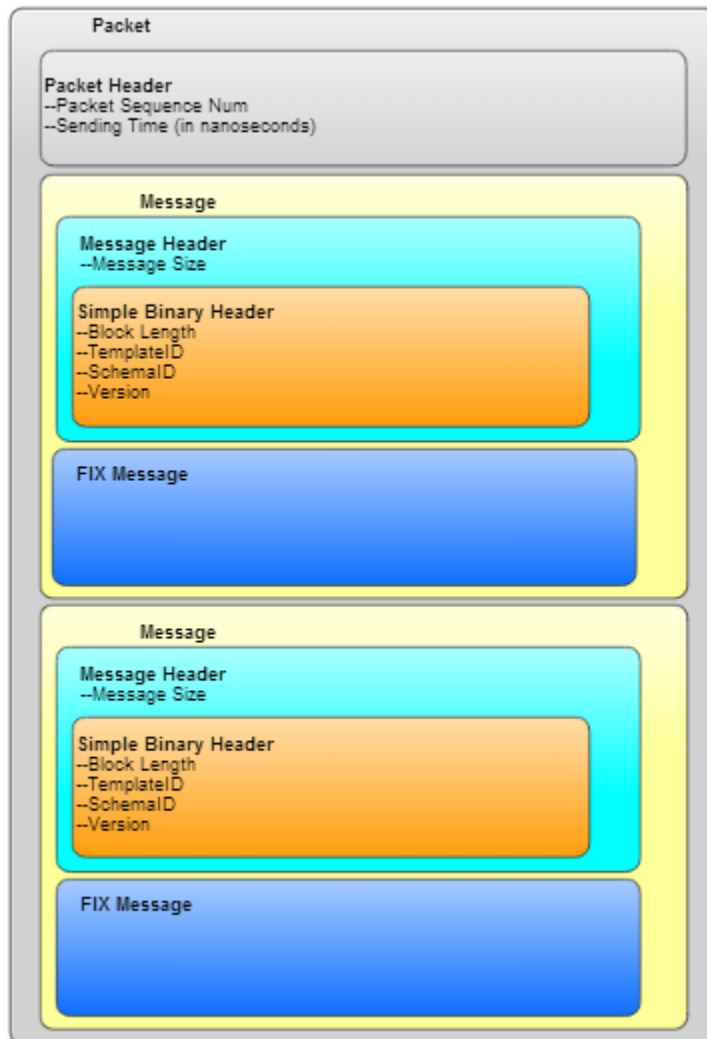 Packet
Packet Header
--Packet Sequence Num
--Sending Time (in nanoseconds)
Message
Message Header
--Message Size
Simple Binary Header
--Block Length
--TemplateID
--SchemaID
--Version
FIX Message
Message
Message Header
--Message Size
Simple Binary Header
--Block Length
--TemplateID
--SchemaID
--Version
FIX Message